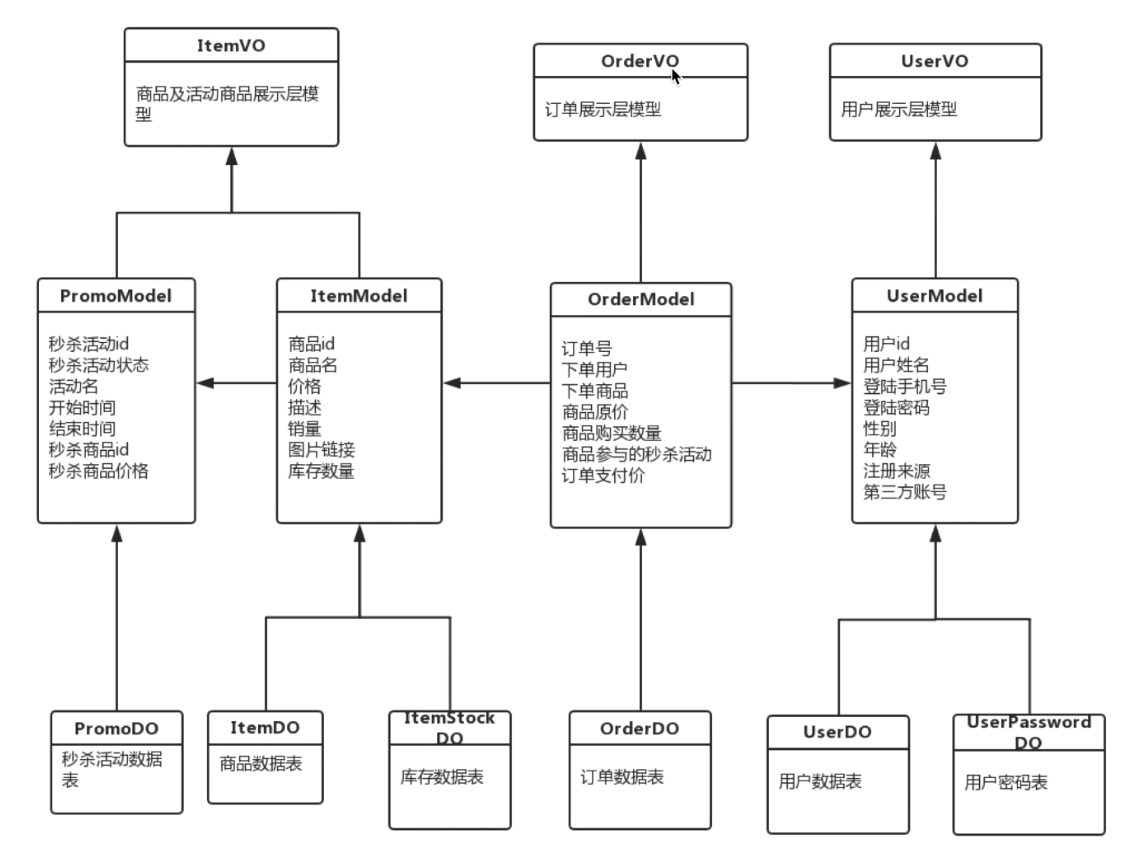 ItemVO
商品及活动商品展示层模
型
OrderVO
订单展示层模型
UserVO
用户展示层模型
PromoModel
秒杀活动id
秒杀活动状态
活动名
开始时间
结束时间
秒杀商品id
秒杀商品价格
ItemModel
商品id
商品名
价格
描述
销量
图片链接
库存数量
OrderModel
订单号
下单用户
下单商品
商品原价
商品购买数量
商品参与的秒杀活动
订单支付价
UserModel
用户id
用户姓名
登陆手机号
登陆密码
性别
年龄
注册来源
第三方账号
PromoDO
秒杀活动数据
表
ItemDO
商品数据表
ItemStock
DO
库存数据表
OrderDO
订单数据表
UserDO
用户数据表
UserPassword
DO
用户密码表